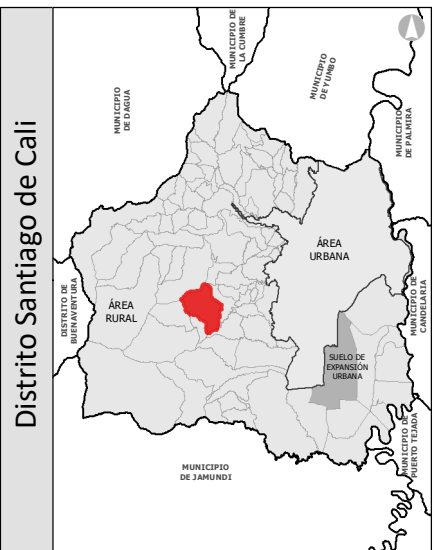 Distrito Santiago de Cali
MUNICIPIO DE
LA CUMBRE
MUNICIPIO
DE DAGUA
MUNICIPIO
DE YUMBO
MUNICIPIO
DE PALMIRA
DISTRITO DE
BUENAVENTURA
ÁREA
RURAL
ÁREA
URBANA
MUNICIPIO DE
CANDELARIA
SUELO DE
EXPANSIÓN
URBANA
MUNICIPIO
DE JAMUNDI
MUNICIPIO DE
PUERTO TEJADA